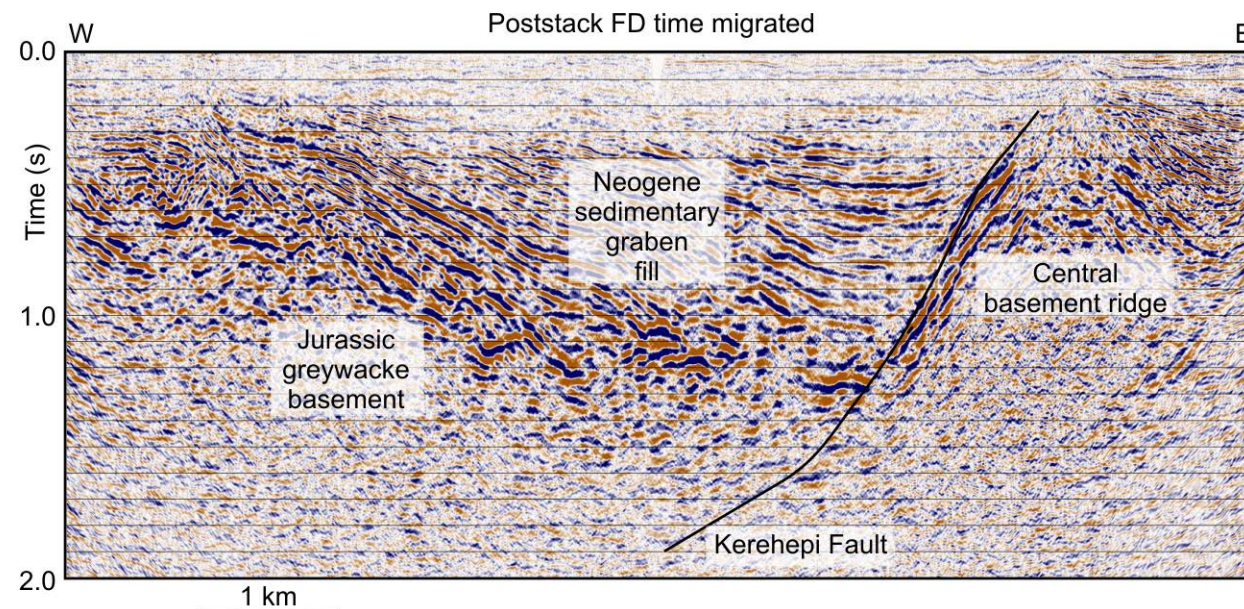 Poststack FD time migrated
W
E
0.0
Time (s)
Neogene
sedimentary
graben
fill
Central
basement ridge
1.0
Jurassic
greywacke
basement
Kerehepi Fault
2.0
1 km